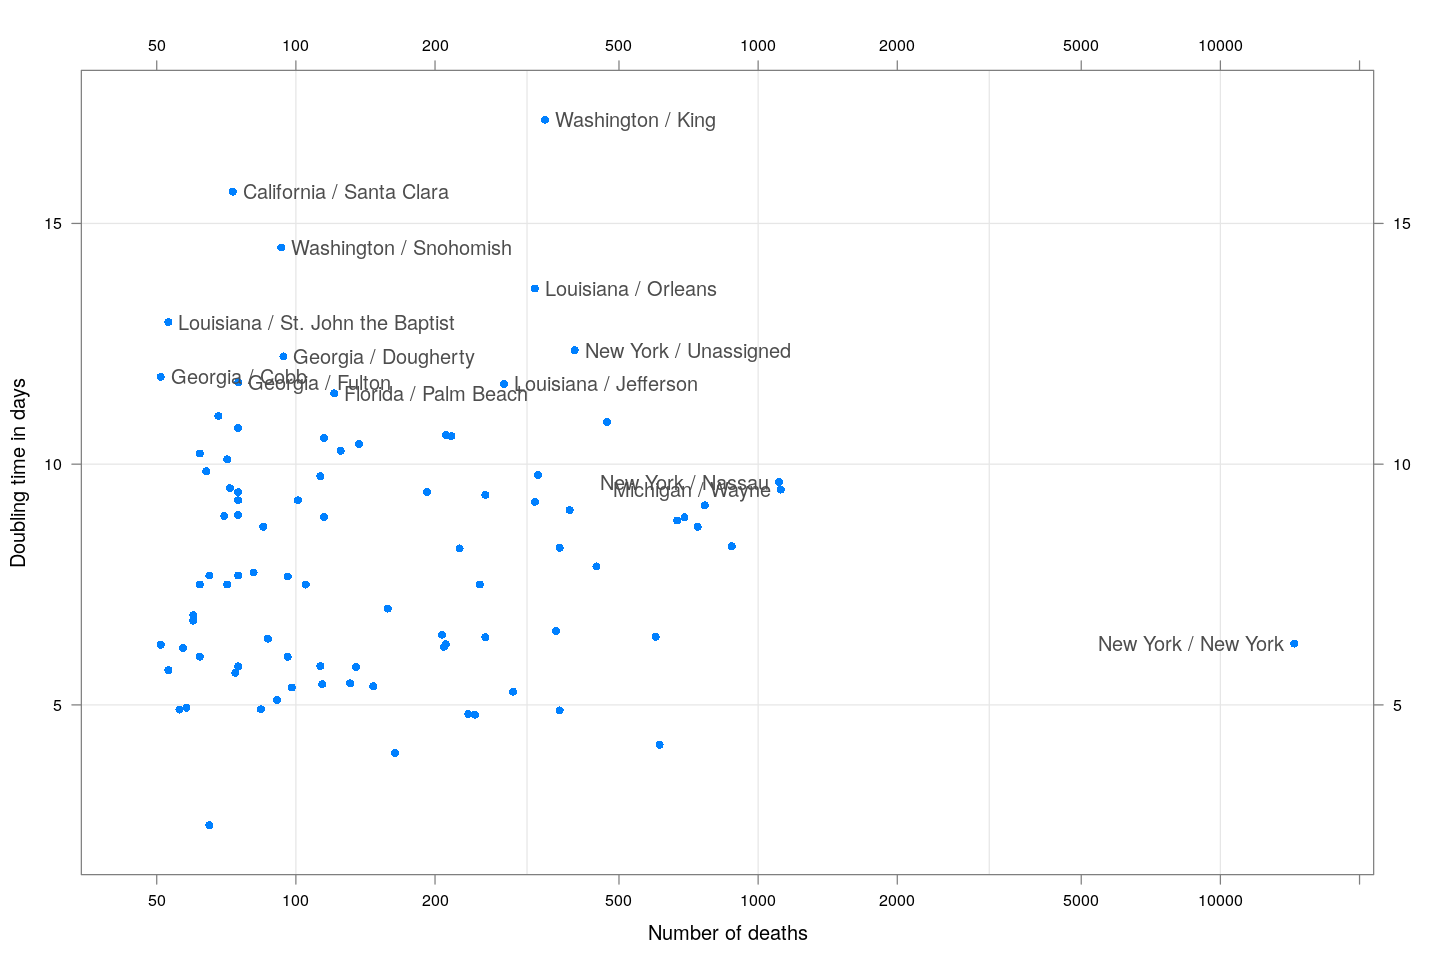 50 100 200 500 1000 2000 5000 10000
Washington / King
California / Santa Clara
15 15
Washington / Snohomish
Louisiana / Orleans
Louisiana / St. John the Baptist
New York / Unassigned
Georgia / Dougherty
Georgia / Cobb
Georgia / Fulton
Louisiana / Jefferson
Florida / Palm Beach
10 10
New York / Nassau
Michigan / Wayne
New York / New York
5 5
50 100 200 500 1000 2000 5000 10000
Number of deaths
Doubling time in days